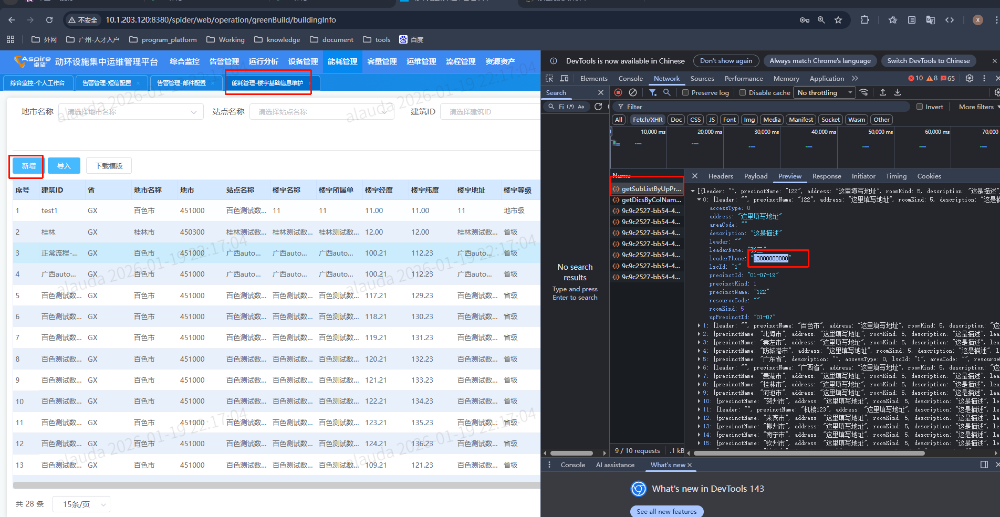 不安全 10.1.203.120:8380/spider/web/operation/greenBuild/buildingInfo X
外网 广州-人才入户 program_platform Working knowledge document tools 百度
Aspire 卓望 动环设施集中运维管理平台 综合监控 告警管理 运行分析 设备管理 能耗管理 容量管理 运维管理 流程管理 资源资产
综合监控-个人工作台 告警管理-短信配置 告警管理-邮件配置 能耗管理-楼宇基础信息维护
地市名称 请选择地市名称 站点名称 请选择站点名称 建筑ID 请选择建筑ID
新增 导入 下载模版
序号 建筑ID 省 地市名称 地市 站点名称 楼宇名称 楼宇所属单 楼宇经度 楼宇纬度 楼宇地址 楼宇等级
1 test1 GX 百色市 451000 百色测试数... 11 11 11.00 11.00 11 地市级
2 桂林 GX 桂林市 450300 桂林测试数... 桂林测试数... 桂林测试数... 12.00 12.00 桂林测试数... 省级
3 正常流程-... GX 百色市 451000 广西auto... 广西auto... 广西auto... 100.21 112.23 广西auto... 省级
4 广西auto... GX 百色市 451000 广西auto... 广西auto... 广西auto... 100.21 112.23 广西auto... 省级
5 百色测试数... GX 百色市 451000 百色测试数... 百色测试数... 百色测试数... 117.21 129.23 百色测试数... 省级
6 百色测试数... GX 百色市 451000 百色测试数... 百色测试数... 百色测试数... 118.21 130.23 百色测试数... 省级
7 百色测试数... GX 百色市 451000 百色测试数... 百色测试数... 百色测试数... 119.21 131.23 百色测试数... 省级
8 百色测试数... GX 百色市 451000 百色测试数... 百色测试数... 百色测试数... 120.21 132.23 百色测试数... 省级
9 百色测试数... GX 百色市 451000 百色测试数... 百色测试数... 百色测试数... 121.21 133.23 百色测试数... 省级
10 百色测试数... GX 百色市 451000 百色测试数... 百色测试数... 百色测试数... 122.21 134.23 百色测试数... 省级
11 百色测试数... GX 百色市 451000 百色测试数... 百色测试数... 百色测试数... 123.21 135.23 百色测试数... 省级
12 百色测试数... GX 百色市 451000 百色测试数... 百色测试数... 百色测试数... 124.21 136.23 百色测试数... 省级
13 百色测试数... GX 百色市 451000 百色测试数... 百色测试数... 百色测试数... 109.21 121.23 百色测试数... 省级
共 28 条 15条/页
alauda 2026-01-19 22:17:04
alauda 2026-01-19 22:17:04
alauda 2026-01-19 22:17:04
alauda 2026-01-19 22:17:04
alauda 2026-01-19 22:17:04
alauda 2026-01-19 22:17:04
DevTools is now available in Chinese Don't show again Always match Chrome's language Switch DevTools to Chinese
Elements Console Network Sources Performance Memory Application 10 8 65
Search Preserve log Disable cache No throttling
Fi (.*) Aa Filter Invert More filters
All Fetch/XHR Doc CSS JS Font Img Media Manifest Socket Wasm Other
10,000 ms 20,000 ms 30,000 ms 40,000 ms 50,000 ms 60,000 ms 70,000
No search results
Type and press Enter to search
Name
getSubListByUpPr...
getDicsByColNam...
9c9c2527-bb54-4...
9c9c2527-bb54-4...
9c9c2527-bb54-4...
9c9c2527-bb54-4...
9c9c2527-bb54-4...
9c9c2527-bb54-4...
9c9c2527-bb54-4...
9 / 10 requests .1 kB
Headers Payload Preview Response Initiator Timing Cookies
[{leader: "", precinctName: "122", address: "这里填写地址", roomKind: 5, description: "这是描述"
0: {leader: "", precinctName: "122", address: "这里填写地址", roomKind: 5, description: "这是描述
accessType: 0
address: "这里填写地址"
areaCode: ""
description: "这是描述"
leader: ""
leaderName: "张三"
leaderPhone: "13888888888"
lscId: "1"
precinctId: "01-07-19"
precinctKind: 1
precinctName: "122"
resourceCode: ""
roomKind: 5
upPrecinctId: "01-07"
1: {leader: "", precinctName: "百色市", address: "这里填写地址", roomKind: 5, description: "这
2: {precinctName: "北海市", address: "这里填写地址", roomKind: 5, description: "这是描述", lea
3: {precinctName: "崇左市", address: "这里填写地址", roomKind: 5, description: "这是描述", lea
4: {precinctName: "防城港市", address: "这里填写地址", roomKind: 5, description: "这是描述", l
5: {precinctName: "广东省", description: "", accessType: 0, lscId: "1", areaCode: "", resource
6: {leader: "", precinctName: "广西省", address: "这里填写地址", roomKind: 5, description: "这
7: {precinctName: "贵港市", address: "这里填写地址", roomKind: 5, description: "这是描述", lea
8: {precinctName: "桂林市", address: "这里填写地址", roomKind: 5, description: "这是描述", lea
9: {precinctName: "河池市", address: "这里填写地址", roomKind: 5, description: "这是描述", lea
10: {precinctName: "贺州市", address: "这里填写地址", roomKind: 5, description: "这是描述", le
11: {leader: "", precinctName: "机楼123", address: "这里填写地址", roomKind: 5, description:
12: {precinctName: "来宾市", address: "这里填写地址", roomKind: 5, description: "这是描述", le
13: {precinctName: "柳州市", address: "这里填写地址", roomKind: 5, description: "这是描述", le
14: {precinctName: "南宁市", address: "这里填写地址", roomKind: 5, description: "这是描述", le
15: {precinctName: "钦州市", address: "这里填写地址", roomKind: 5, description: "这是描述", le
Console AI assistance What's new
What's new in DevTools 143
See all new features